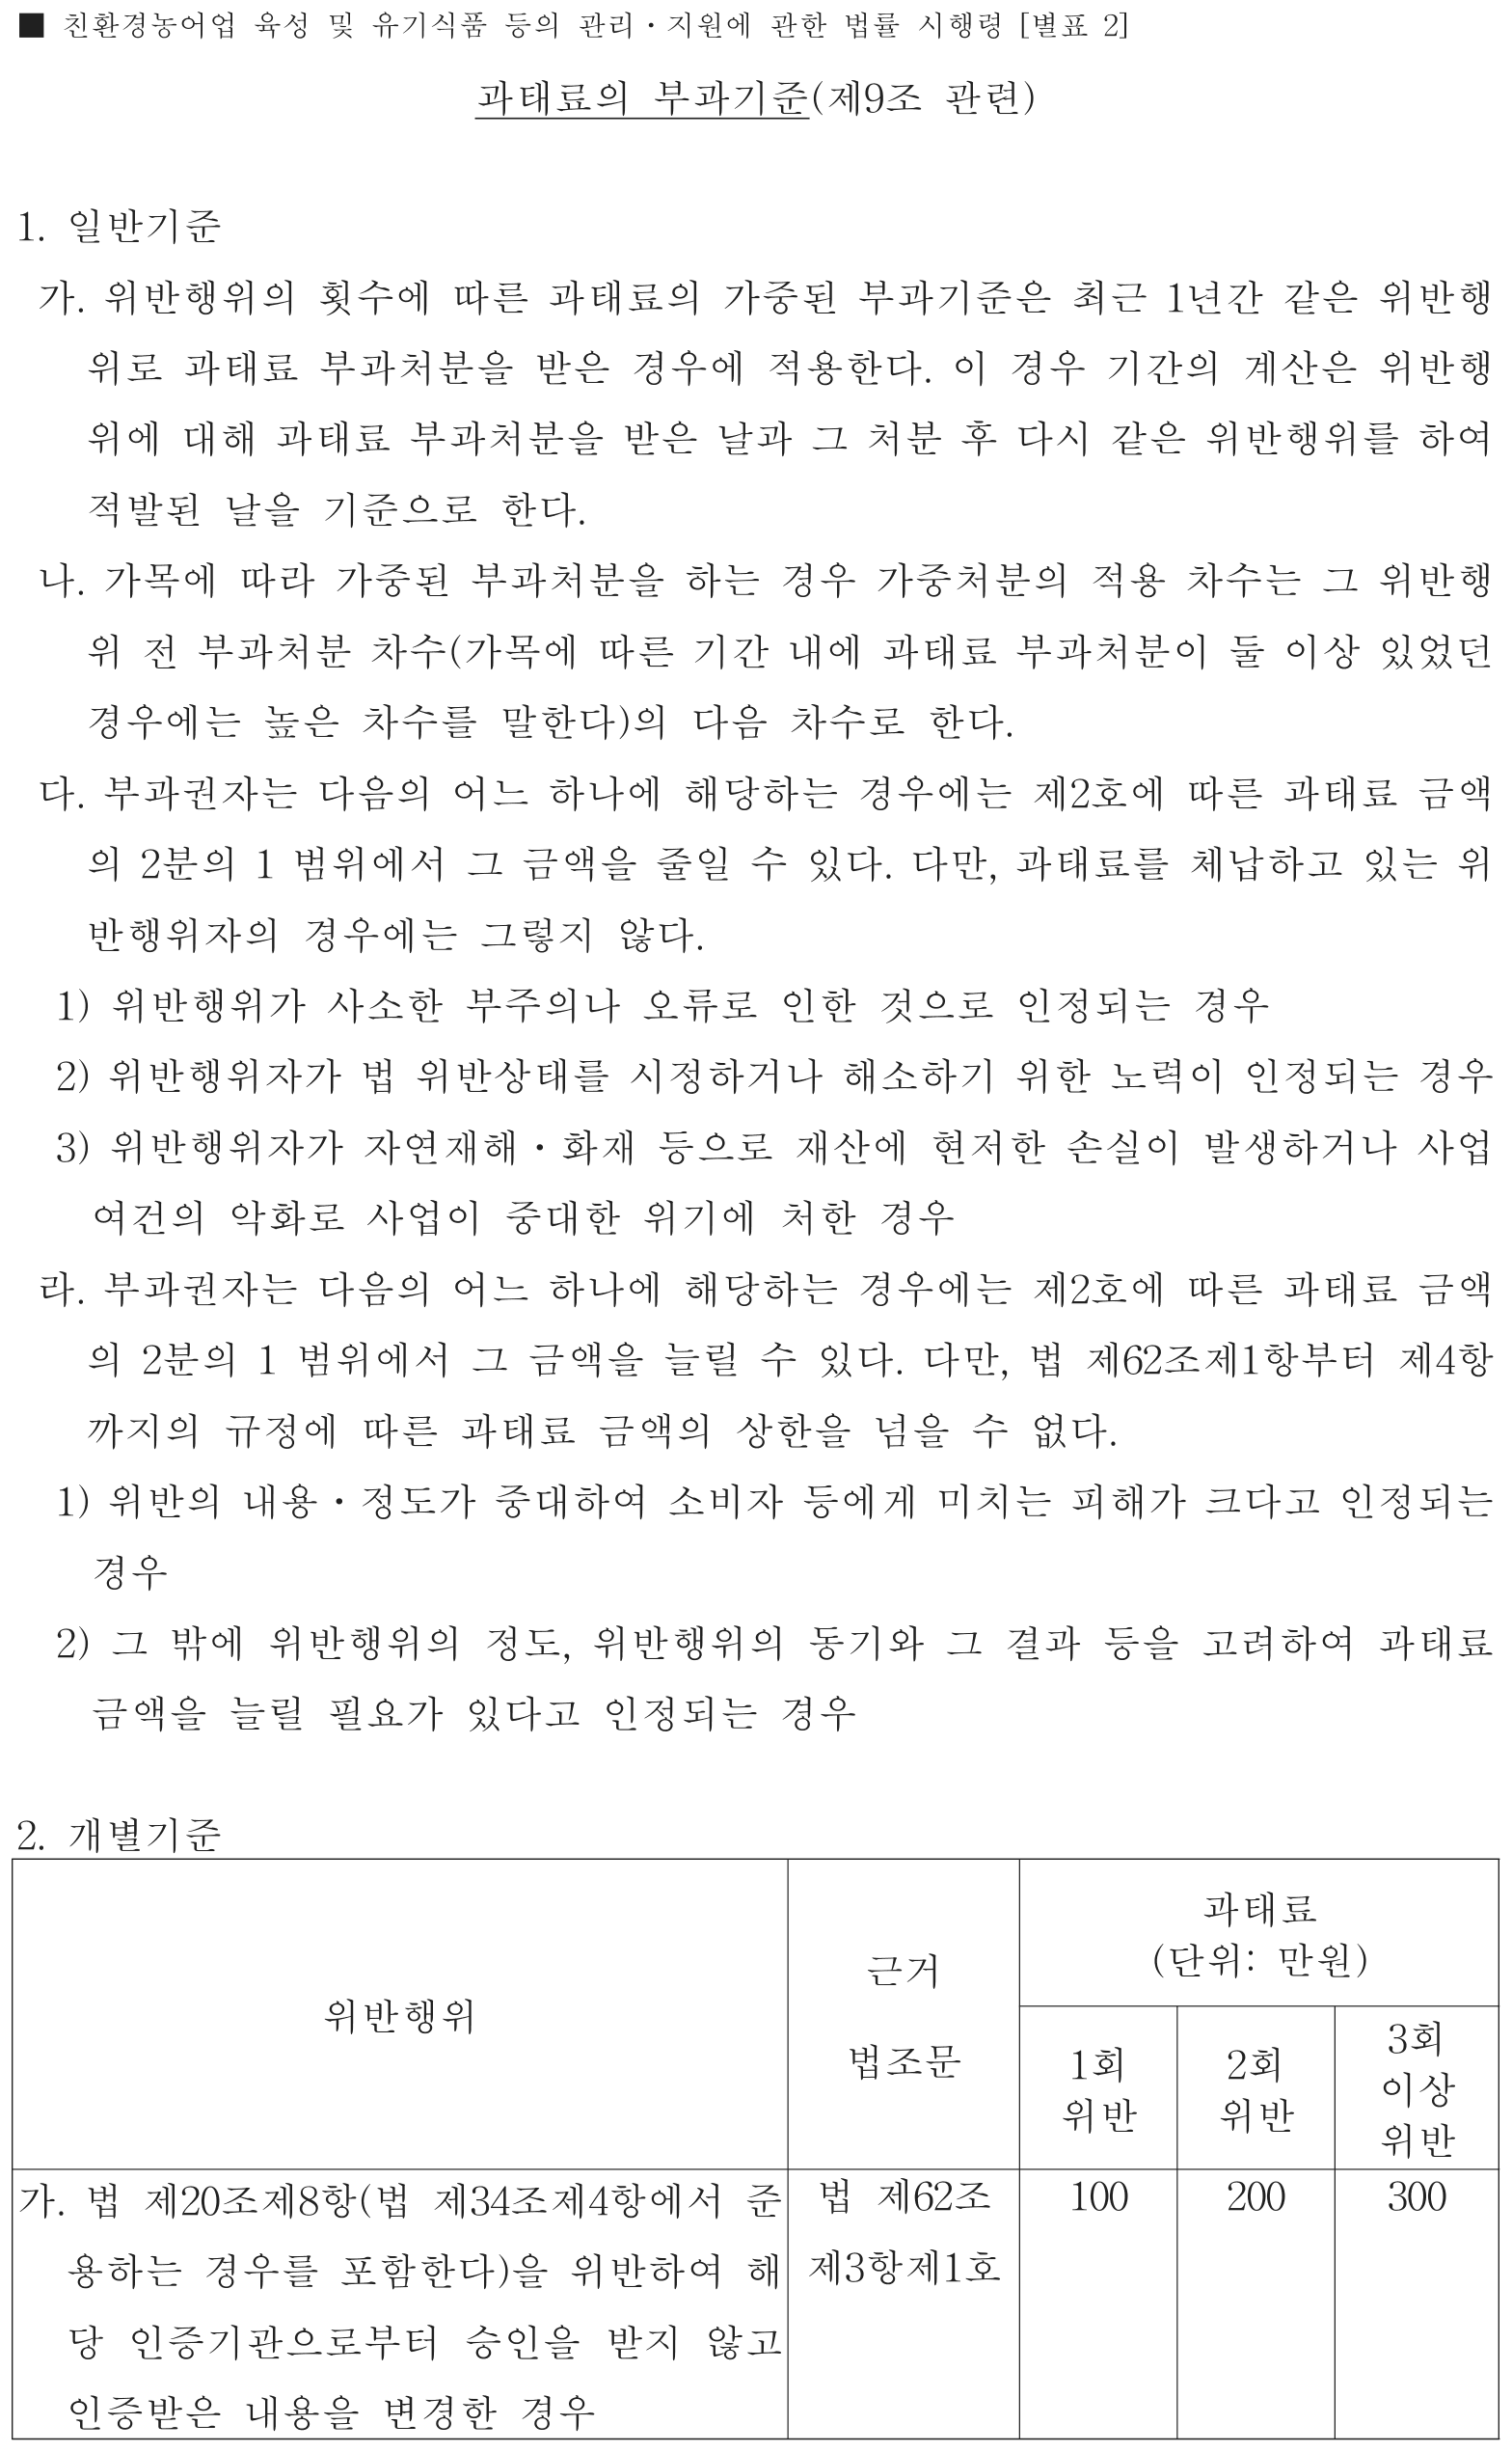 ■ 친환경농어업 육성 및 유기식품 등의 관리·지원에 관한 법률 시행령 [별표 2]
과태료의 부과기준(제9조 관련)
1. 일반기준
가. 위반행위의 횟수에 따른 과태료의 가중된 부과기준은 최근 1년간 같은 위반행
위로 과태료 부과처분을 받은 경우에 적용한다. 이 경우 기간의 계산은 위반행
위에 대해 과태료 부과처분을 받은 날과 그 처분 후 다시 같은 위반행위를 하여
적발된 날을 기준으로 한다.
나. 가목에 따라 가중된 부과처분을 하는 경우 가중처분의 적용 차수는 그 위반행
위 전 부과처분 차수(가목에 따른 기간 내에 과태료 부과처분이 둘 이상 있었던
경우에는 높은 차수를 말한다)의 다음 차수로 한다.
다. 부과권자는 다음의 어느 하나에 해당하는 경우에는 제2호에 따른 과태료 금액
의 2분의 1 범위에서 그 금액을 줄일 수 있다. 다만, 과태료를 체납하고 있는 위
반행위자의 경우에는 그렇지 않다.
1) 위반행위가 사소한 부주의나 오류로 인한 것으로 인정되는 경우
2) 위반행위자가 법 위반상태를 시정하거나 해소하기 위한 노력이 인정되는 경우
3) 위반행위자가 자연재해·화재 등으로 재산에 현저한 손실이 발생하거나 사업
여건의 악화로 사업이 중대한 위기에 처한 경우
라. 부과권자는 다음의 어느 하나에 해당하는 경우에는 제2호에 따른 과태료 금액
의 2분의 1 범위에서 그 금액을 늘릴 수 있다. 다만, 법 제62조제1항부터 제4항
까지의 규정에 따른 과태료 금액의 상한을 넘을 수 없다.
1) 위반의 내용·정도가 중대하여 소비자 등에게 미치는 피해가 크다고 인정되는
경우
2) 그 밖에 위반행위의 정도, 위반행위의 동기와 그 결과 등을 고려하여 과태료
금액을 늘릴 필요가 있다고 인정되는 경우
2. 개별기준
위반행위
근거
법조문
과태료
(단위: 만원)
1회
위반
2회
위반
3회
이상
위반
가. 법 제20조제8항(법 제34조제4항에서 준
용하는 경우를 포함한다)을 위반하여 해
당 인증기관으로부터 승인을 받지 않고
인증받은 내용을 변경한 경우
법 제62조
제3항제1호
100
200
300